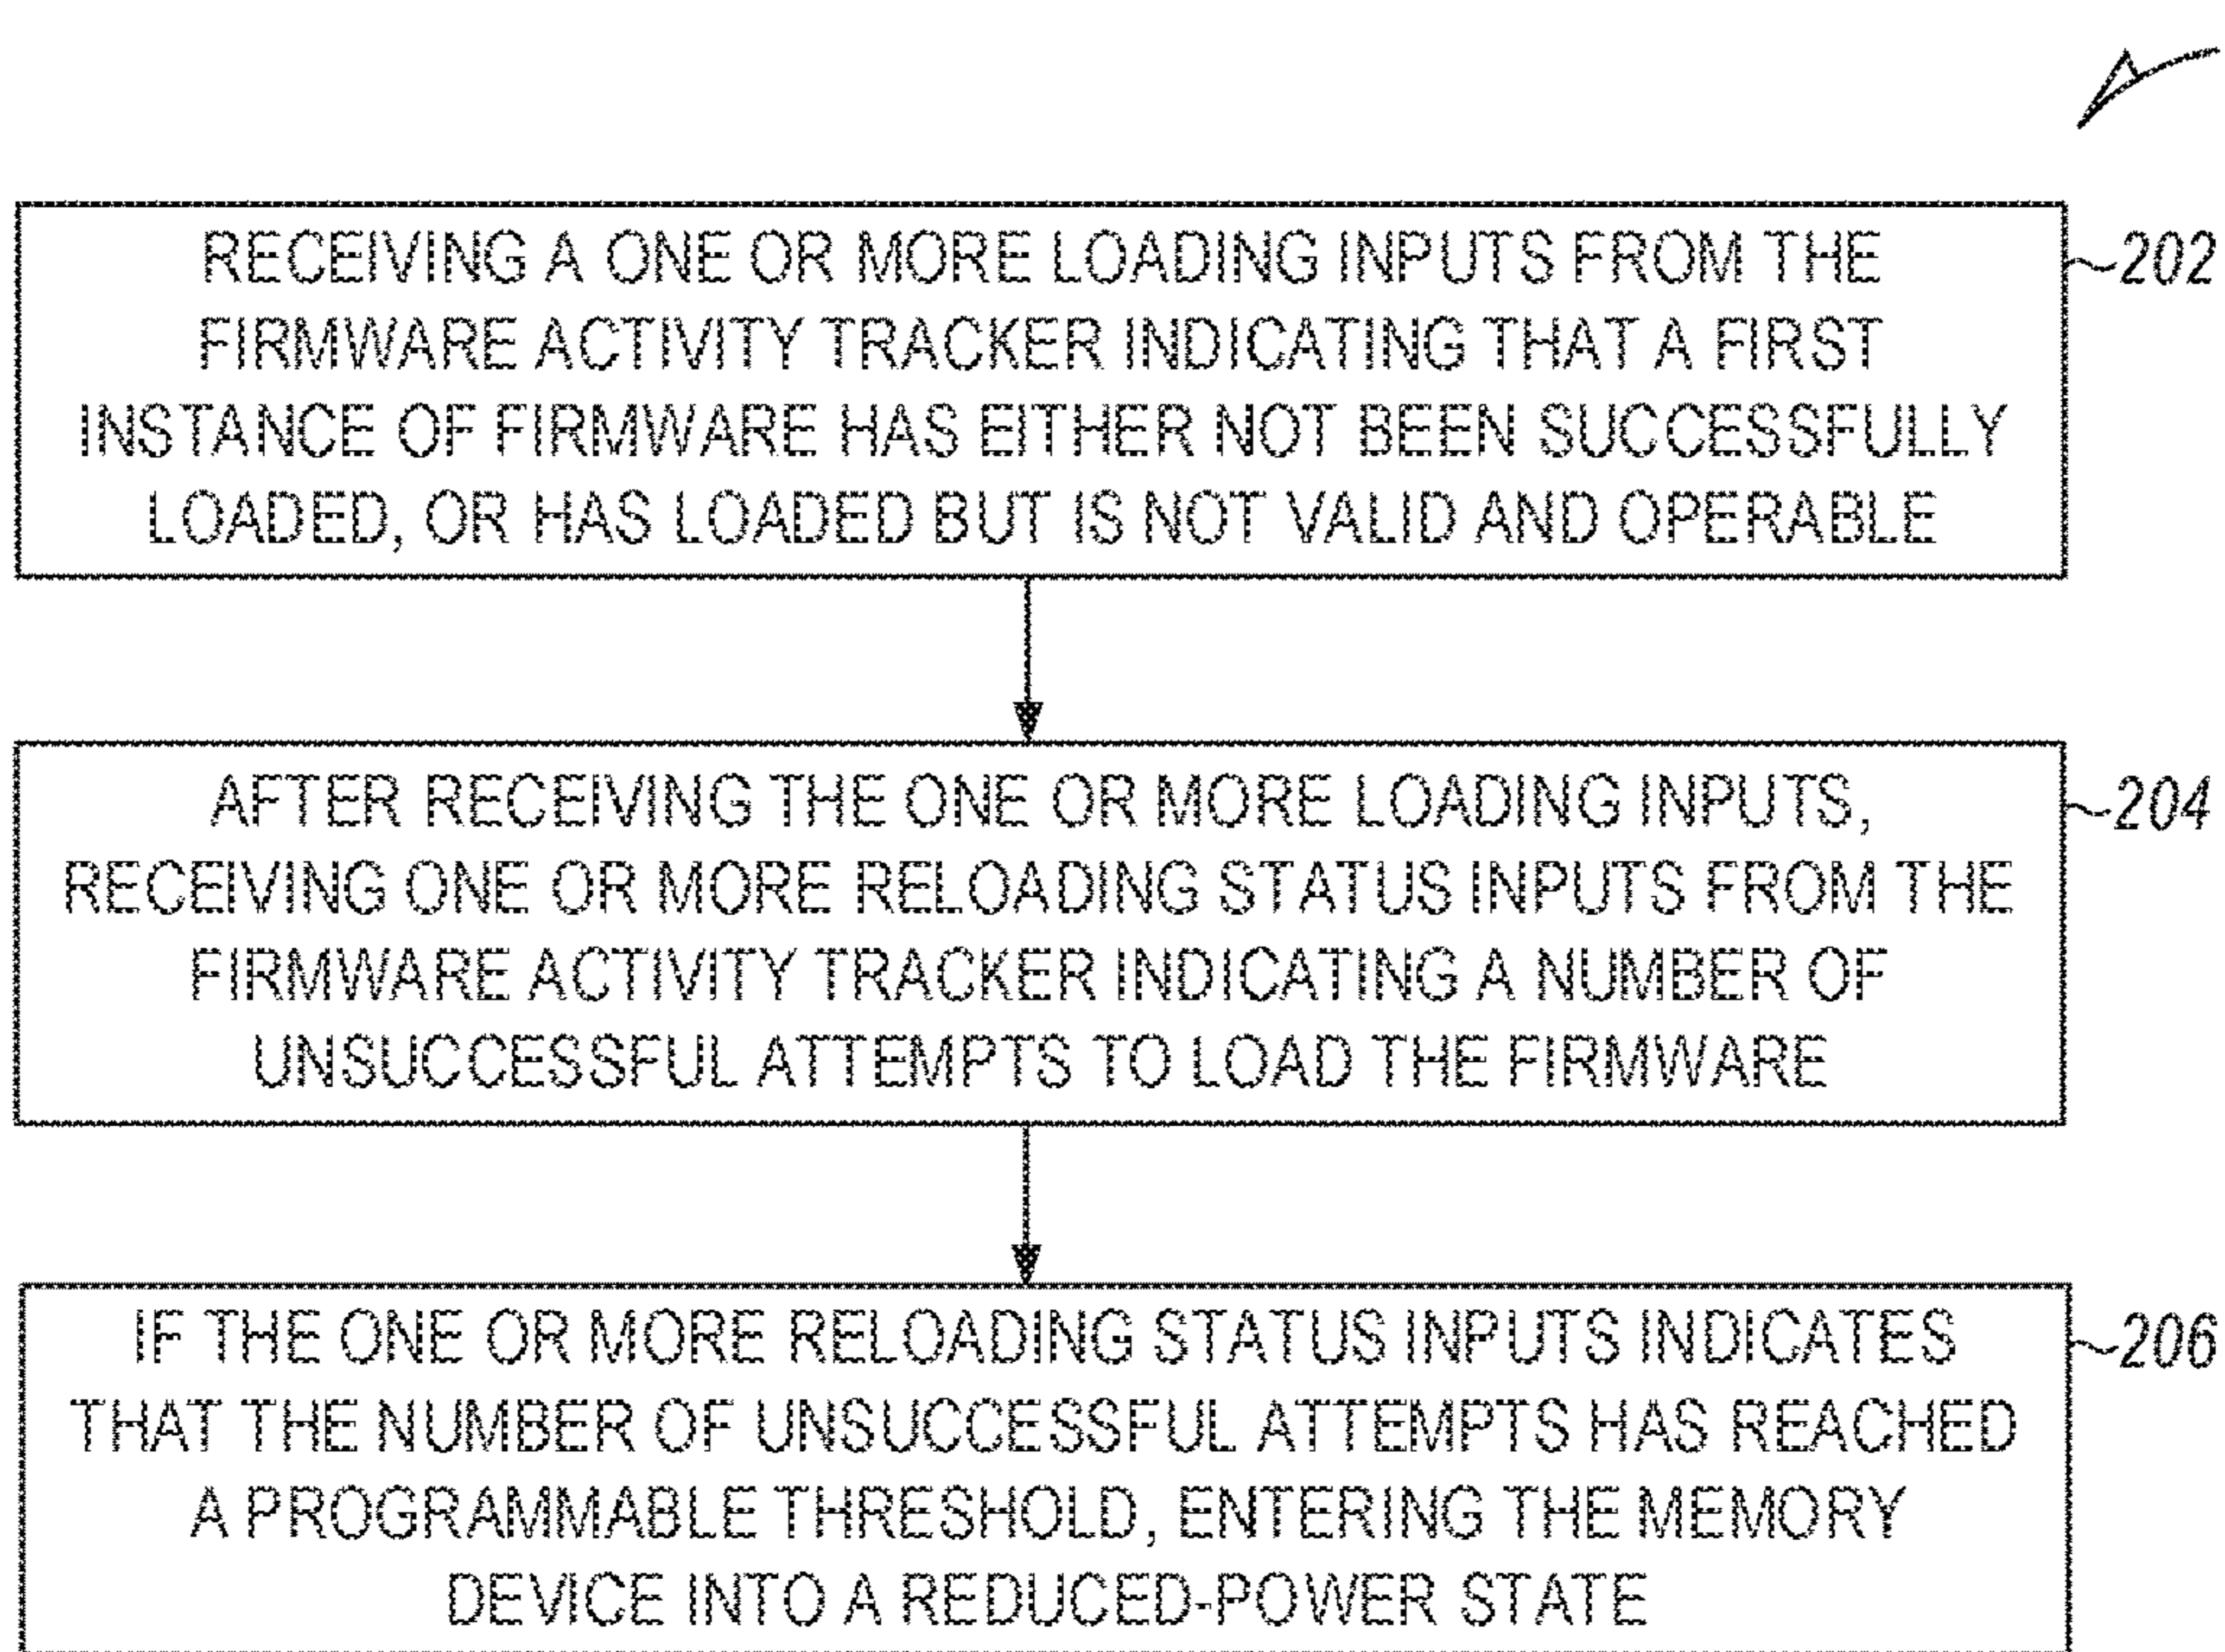 RECEIVING A ONE OR MORE LOADING INPUTS FROM THE
FIRMWARE ACTIVITY TRACKER INDICATING THAT A FIRST
INSTANCE OF FIRMWARE HAS EITHER NOT BEEN SUCCESSFULLY
LOADED, OR HAS LOADED BUT IS NOT VALID AND OPERABLE
202
AFTER RECEIVING THE ONE OR MORE LOADING INPUTS,
RECEIVING ONE OR MORE RELOADING STATUS INPUTS FROM THE
FIRMWARE ACTIVITY TRACKER INDICATING A NUMBER OF
UNSUCCESSFUL ATTEMPTS TO LOAD THE FIRMWARE
204
IF THE ONE OR MORE RELOADING STATUS INPUTS INDICATES
THAT THE NUMBER OF UNSUCCESSFUL ATTEMPTS HAS REACHED
A PROGRAMMABLE THRESHOLD, ENTERING THE MEMORY
DEVICE INTO A REDUCED-POWER STATE
206